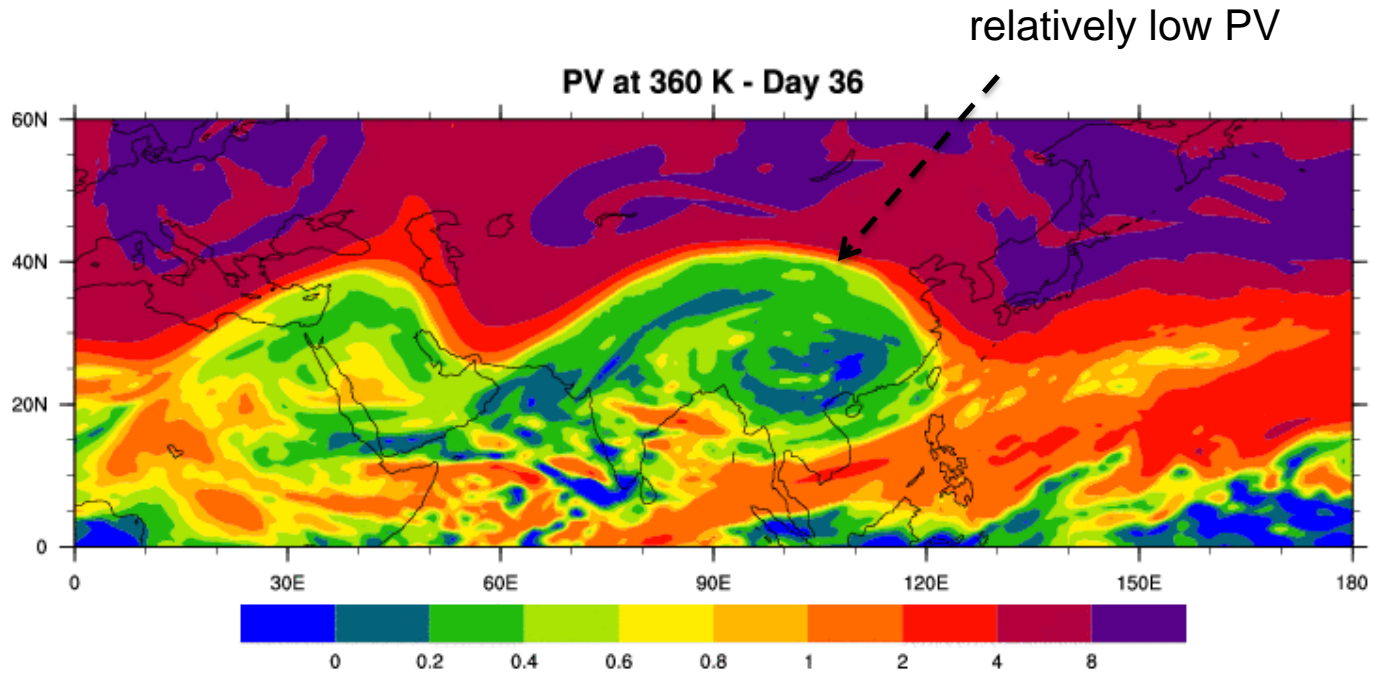 relatively low PV
PV at 360 K - Day 36
60N
40N
20N
0
0 30E 60E 90E 120E 150E 180
0 0.2 0.4 0.6 0.8 1 2 4 8